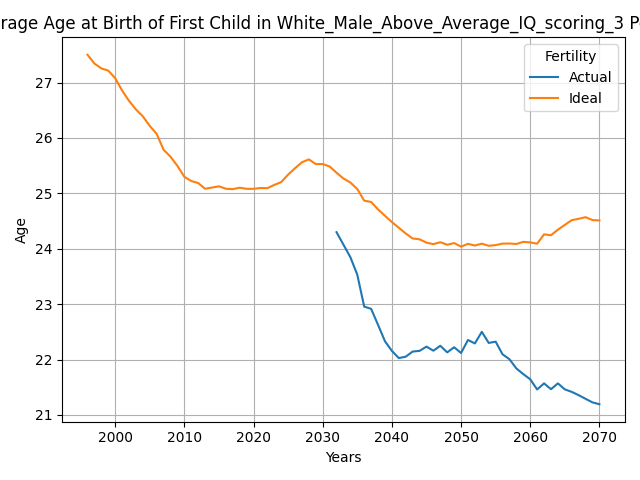 rage Age at Birth of First Child in White_Male_Above_Average_IQ_scoring_3 P
Fertility
Actual
Ideal
Age
27
26
25
24
23
22
21
2000 2010 2020 2030 2040 2050 2060 2070
Years